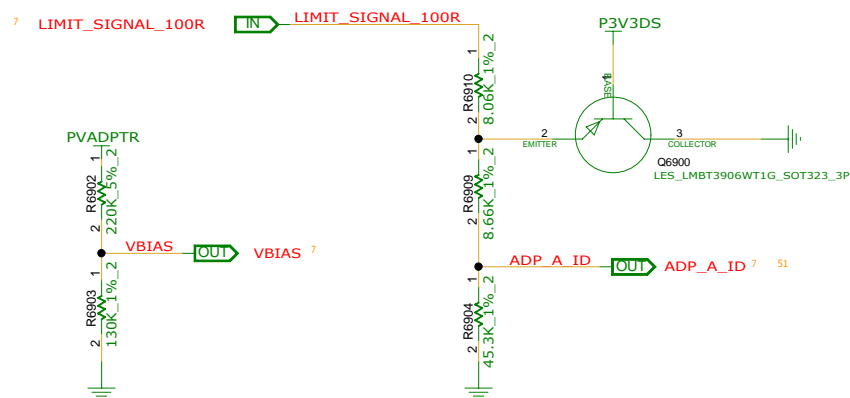 7 LIMIT_SIGNAL_100R IN LIMIT_SIGNAL_100R
P3V3DS
1
R6910
8.06K_1%_2
2
1
BASE
2
EMITTER
3
COLLECTOR
Q6900
LES_LMBT3906WT1G_SOT323_3P
PVADPTR
1
R6902
220K_5%_2
2
1
R6909
8.66K_1%_2
2
VBIAS OUT VBIAS 7
ADP_A_ID OUT ADP_A_ID 7 51
1
R6903
130K_1%_2
2
1
R6904
45.3K_1%_2
2